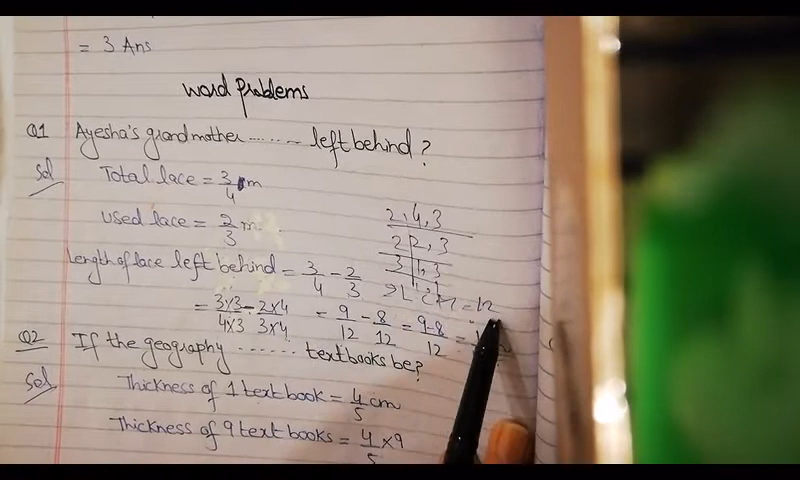 = 3 Ans
Word Problems
Q1 Ayesha's grandmother ........ left behind?
Sol Total lace = 3/4 m
used lace = 2/3 m
2, 4, 3
2 2, 3
3 1, 3
1, 1
Length of lace left behind = 3/4 - 2/3
L.C.M = 12
= 3×3/4×3 - 2×4/3×4 = 9/12 - 8/12 = 9-8/12 =
Q2 If the geography ....... textbooks be?
Sol Thickness of 1 text book = 4/5 cm
Thickness of 9 text books = 4/5 × 9